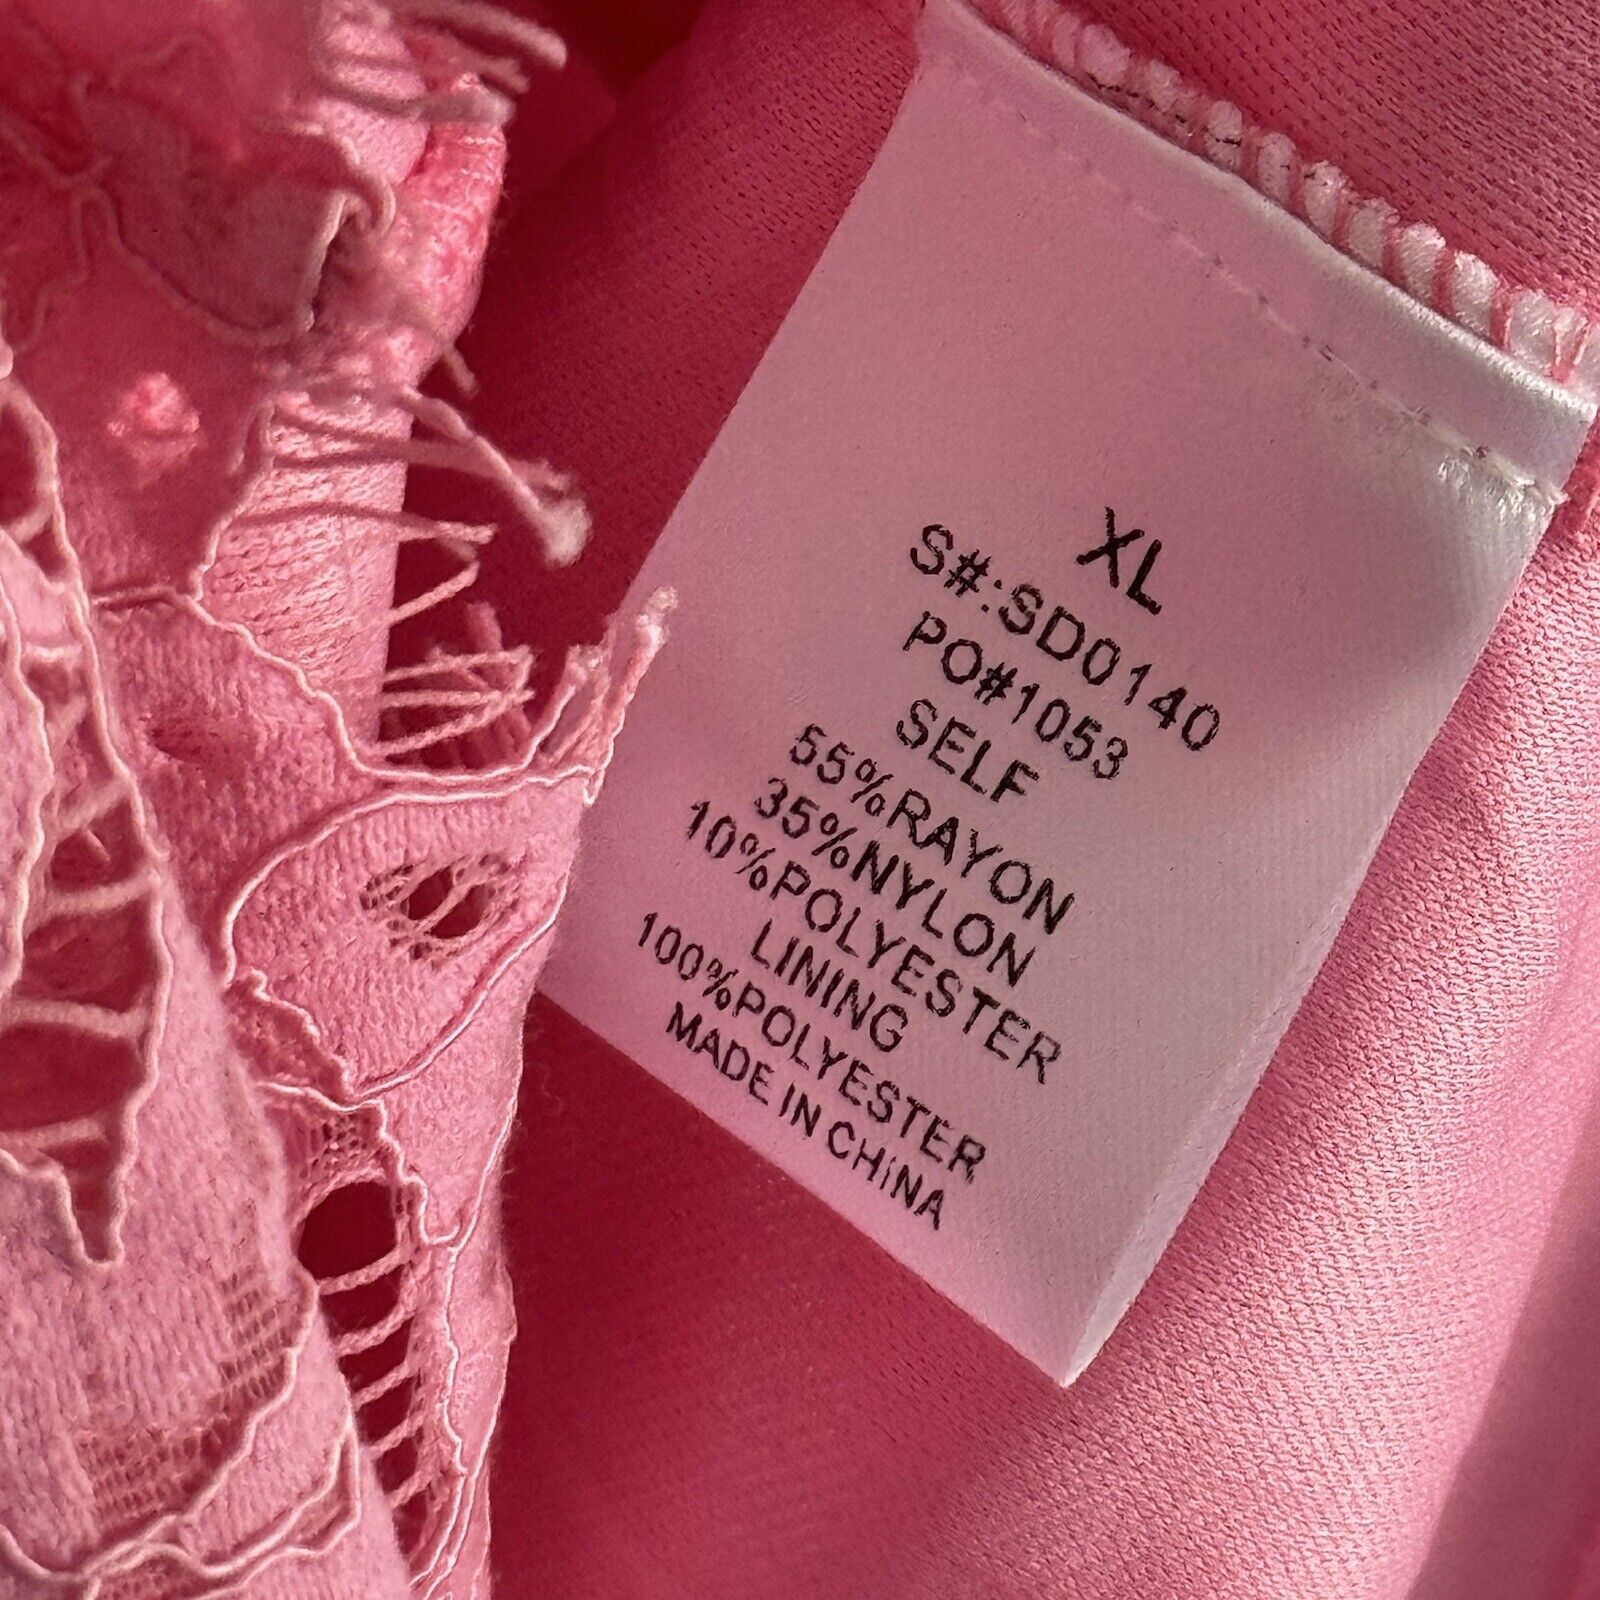 XL
S#:SD0140
PO#1053
SELF
55%RAYON
35%NYLON
10%POLYESTER
LINING
100%POLYESTER
MADE IN CHiNA